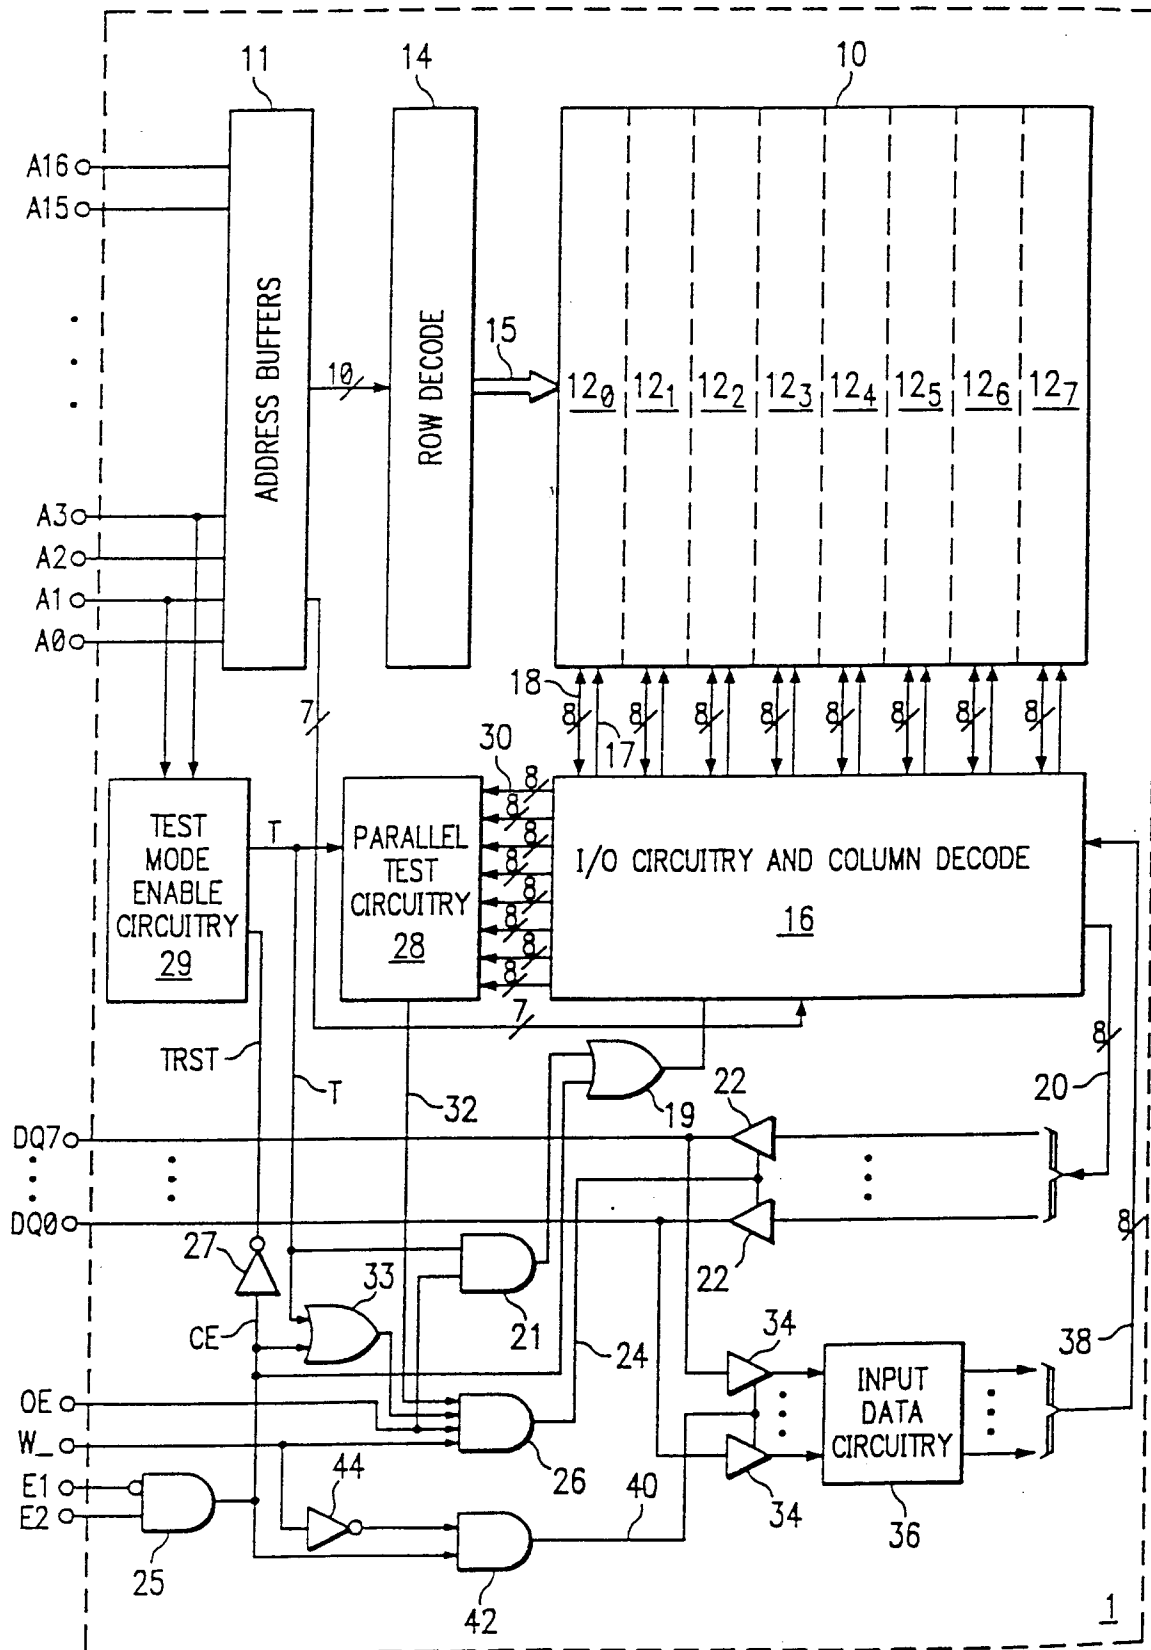 11
14
10
A16
A15
ADDRESS BUFFERS
10
ROW DECODE
15
12₀ 12₁ 12₂ 12₃ 12₄ 12₅ 12₆ 12₇
A3
A2
A1
A0
7
18
8 8 8 8 8 8 8 8
17
30
TEST
MODE
ENABLE
CIRCUITRY
29
T
PARALLEL
TEST
CIRCUITRY
28
8
8
8
8
8
8
8
8
I/O CIRCUITRY AND COLUMN DECODE
16
7
8
TRST
T
32
19
22
20
DQ7
DQ0
8
27
33
21
22
CE
24
34
38
OE
W_
26
INPUT
DATA
CIRCUITRY
E1
E2
44
40
34
36
25
42
1